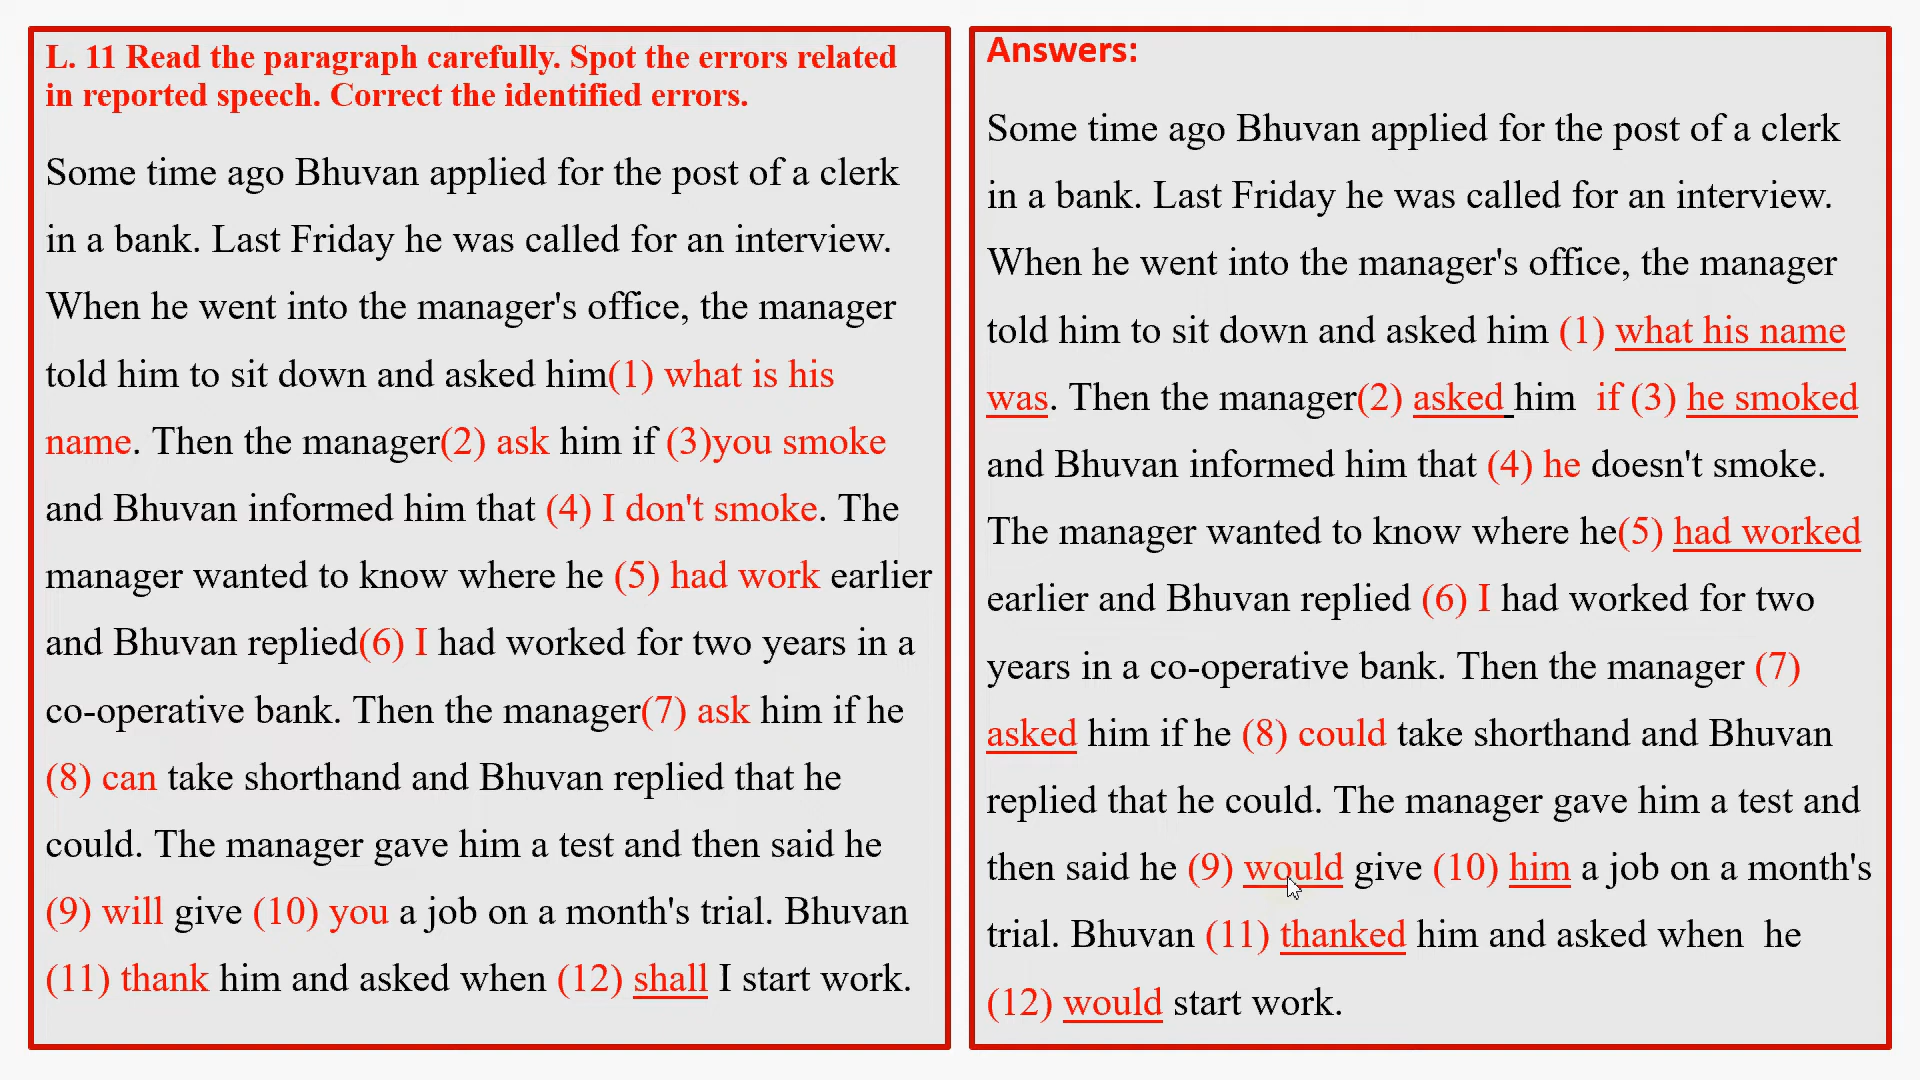 L. 11 Read the paragraph carefully. Spot the errors related
in reported speech. Correct the identified errors.
Some time ago Bhuvan applied for the post of a clerk
in a bank. Last Friday he was called for an interview.
When he went into the manager's office, the manager
told him to sit down and asked him(1) what is his
name. Then the manager(2) ask him if (3)you smoke
and Bhuvan informed him that (4) I don't smoke. The
manager wanted to know where he (5) had work earlier
and Bhuvan replied(6) I had worked for two years in a
co-operative bank. Then the manager(7) ask him if he
(8) can take shorthand and Bhuvan replied that he
could. The manager gave him a test and then said he
(9) will give (10) you a job on a month's trial. Bhuvan
(11) thank him and asked when (12) shall I start work.
Answers:
Some time ago Bhuvan applied for the post of a clerk
in a bank. Last Friday he was called for an interview.
When he went into the manager's office, the manager
told him to sit down and asked him (1) what his name
was. Then the manager(2) asked him if (3) he smoked
and Bhuvan informed him that (4) he doesn't smoke.
The manager wanted to know where he(5) had worked
earlier and Bhuvan replied (6) I had worked for two
years in a co-operative bank. Then the manager (7)
asked him if he (8) could take shorthand and Bhuvan
replied that he could. The manager gave him a test and
then said he (9) would give (10) him a job on a month's
trial. Bhuvan (11) thanked him and asked when he
(12) would start work.